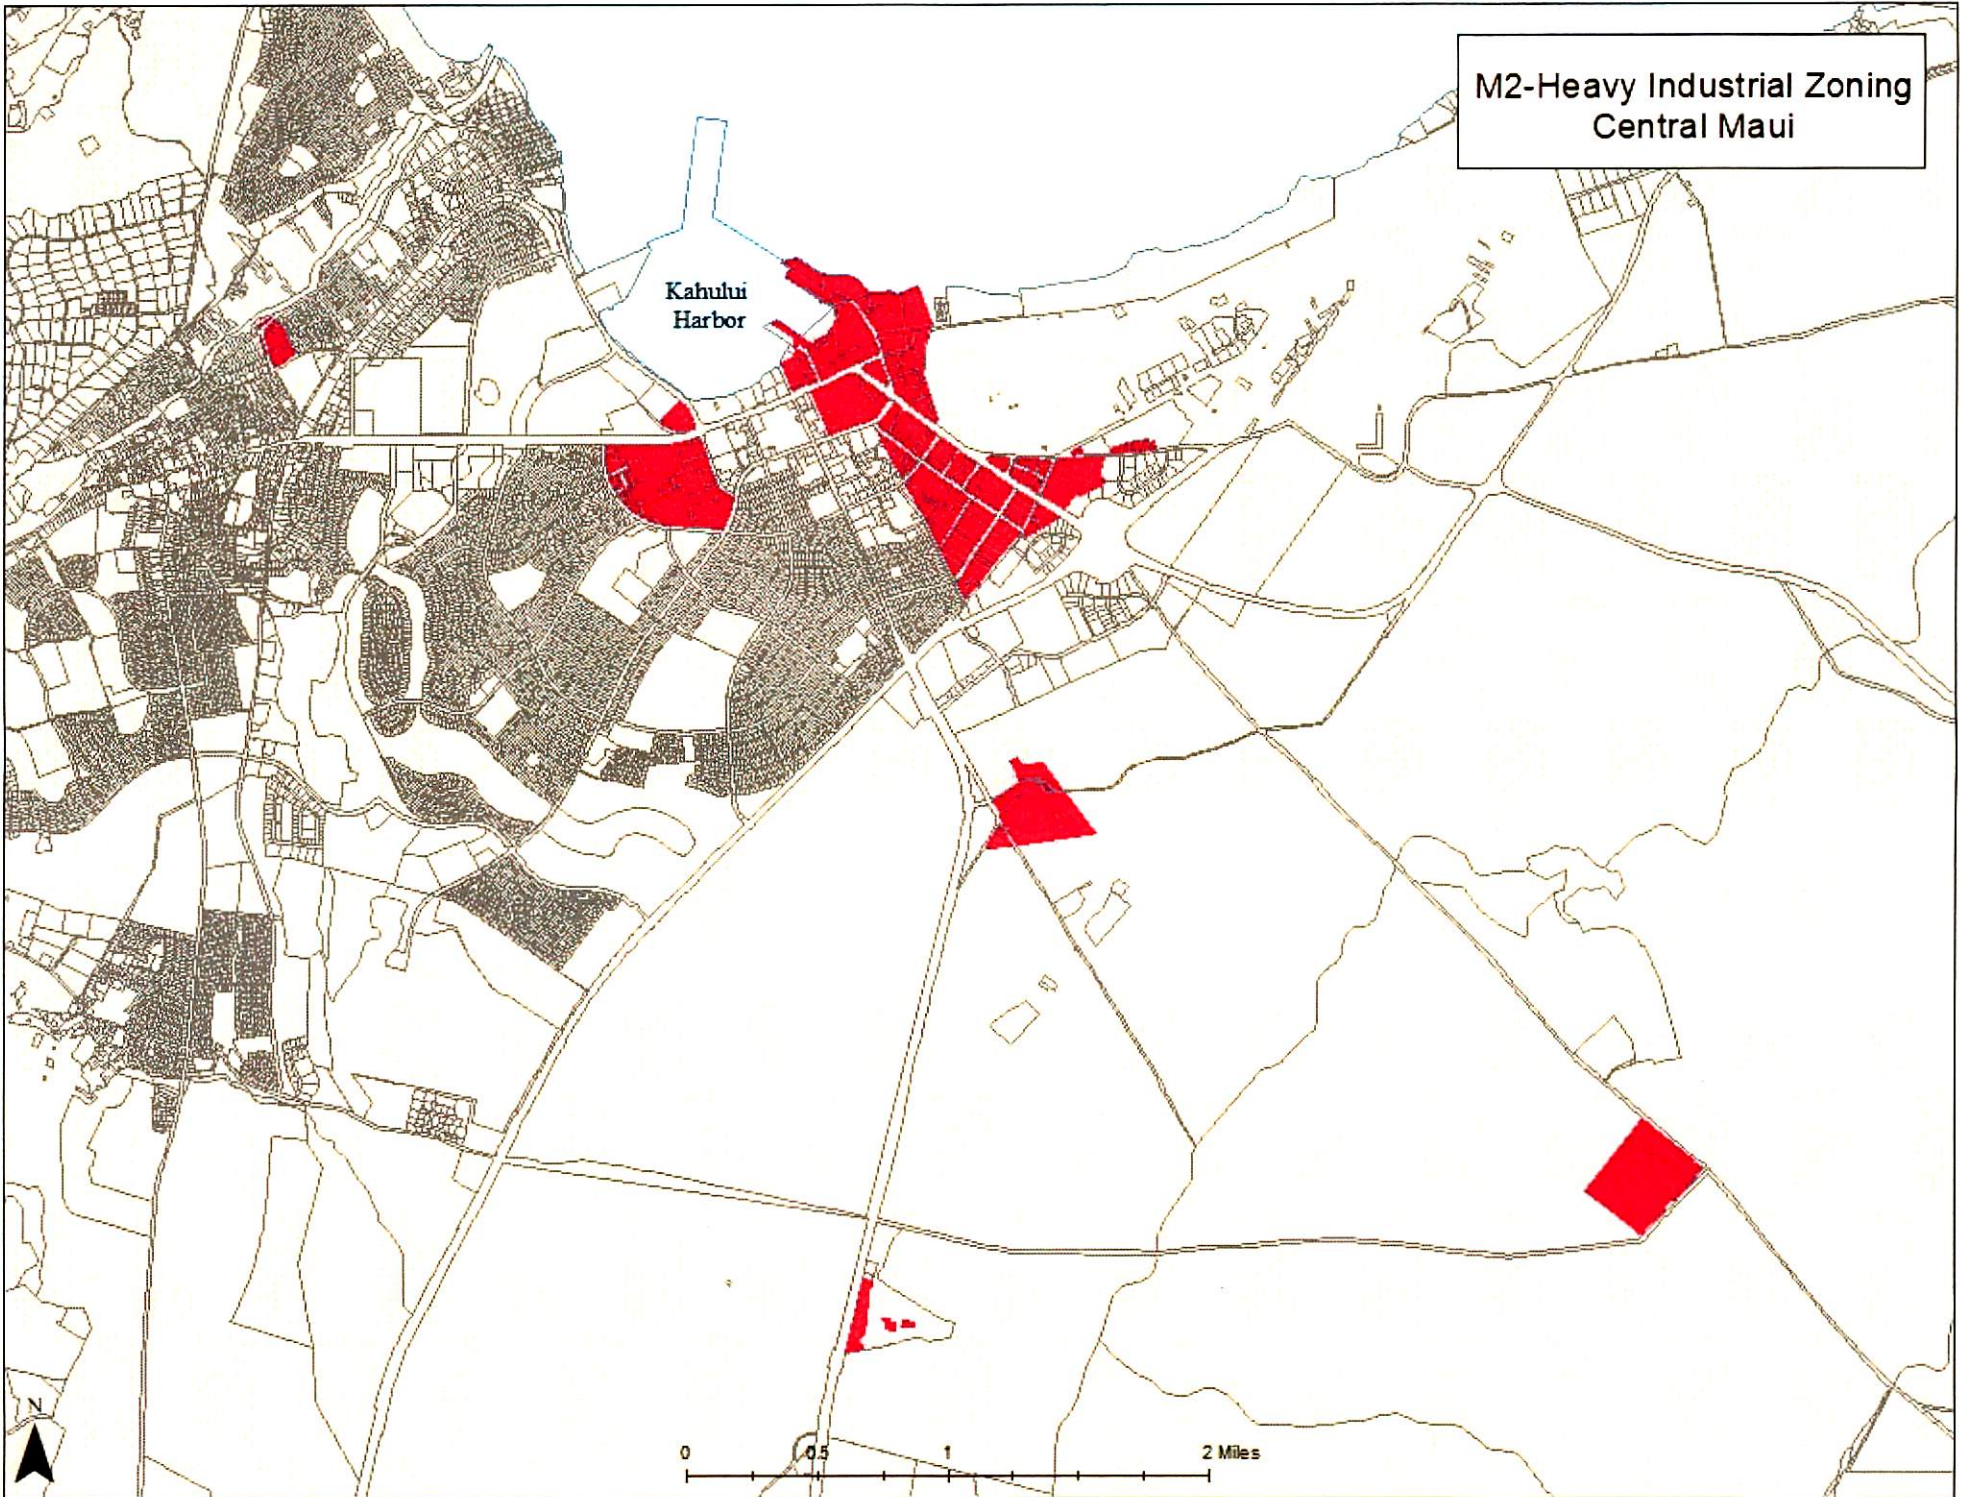 M2-Heavy Industrial Zoning
Central Maui
Kahului
Harbor
N
0 0.5 1 2 Miles